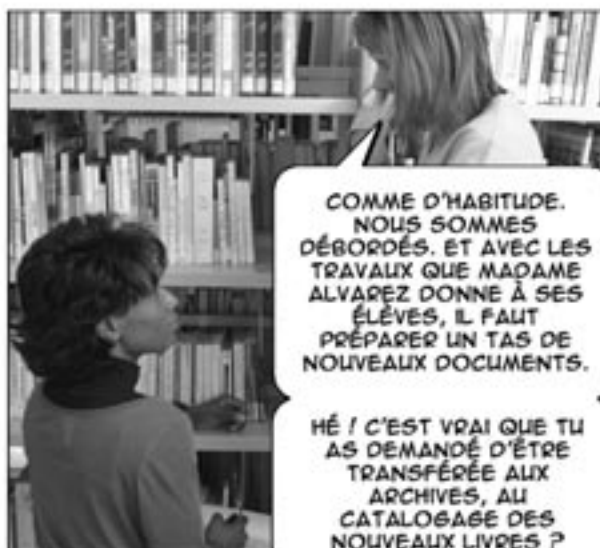 COMME D'HABITUDE.
NOUS SOMMES
DÉBORDÉS. ET AVEC LES
TRAVAUX QUE MADAME
ALVAREZ DONNE À SES
ÉLÈVES, IL FAUT
PRÉPARER UN TAS DE
NOUVEAUX DOCUMENTS.
HÉ ! C'EST VRAI QUE TU
AS DEMANDÉ D'ÊTRE
TRANSFÉRÉE AUX
ARCHIVES, AU
CATALOGAGE DES
NOUVEAUX LIVRES ?